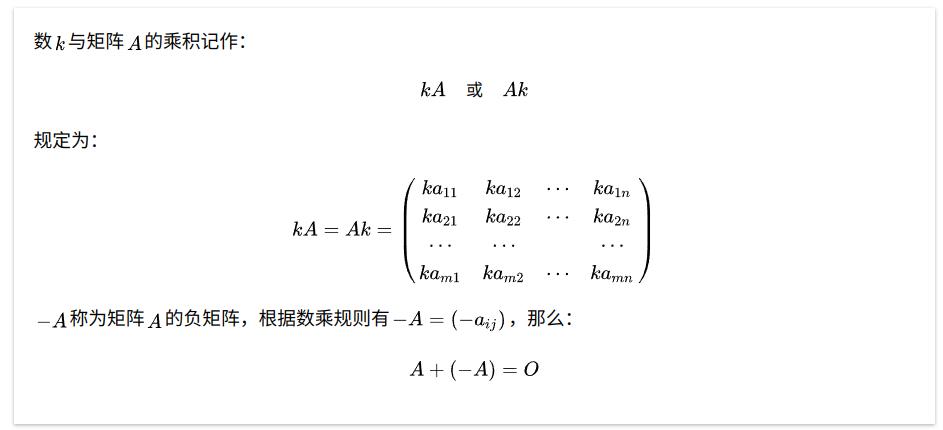 数 k 与矩阵 A 的乘积记作：
kA 或 Ak
规定为：
kA = Ak = \begin{pmatrix} ka_{11} & ka_{12} & \cdots & ka_{1n} \\ ka_{21} & ka_{22} & \cdots & ka_{2n} \\ \cdots & \cdots & & \cdots \\ ka_{m1} & ka_{m2} & \cdots & ka_{mn} \end{pmatrix}
−A 称为矩阵 A 的负矩阵，根据数乘规则有 −A = (−a_{ij})，那么：
A + (−A) = O